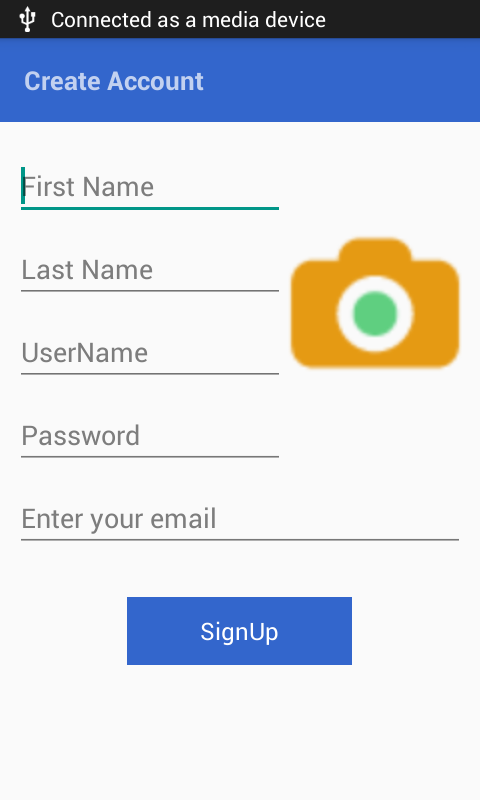 Connected as a media device
Create Account
First Name
Last Name
UserName
Password
Enter your email
SignUp